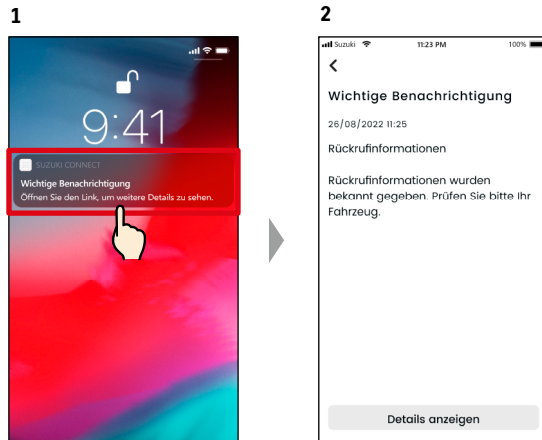 1
9:41
SUZUKI CONNECT
Wichtige Benachrichtigung
Öffnen Sie den Link, um weitere Details zu sehen.
2
Suzuki 11:23 PM 100%
Wichtige Benachrichtigung
26/08/2022 11:25
Rückrufinformationen
Rückrufinformationen wurden
bekannt gegeben. Prüfen Sie bitte Ihr
Fahrzeug.
Details anzeigen